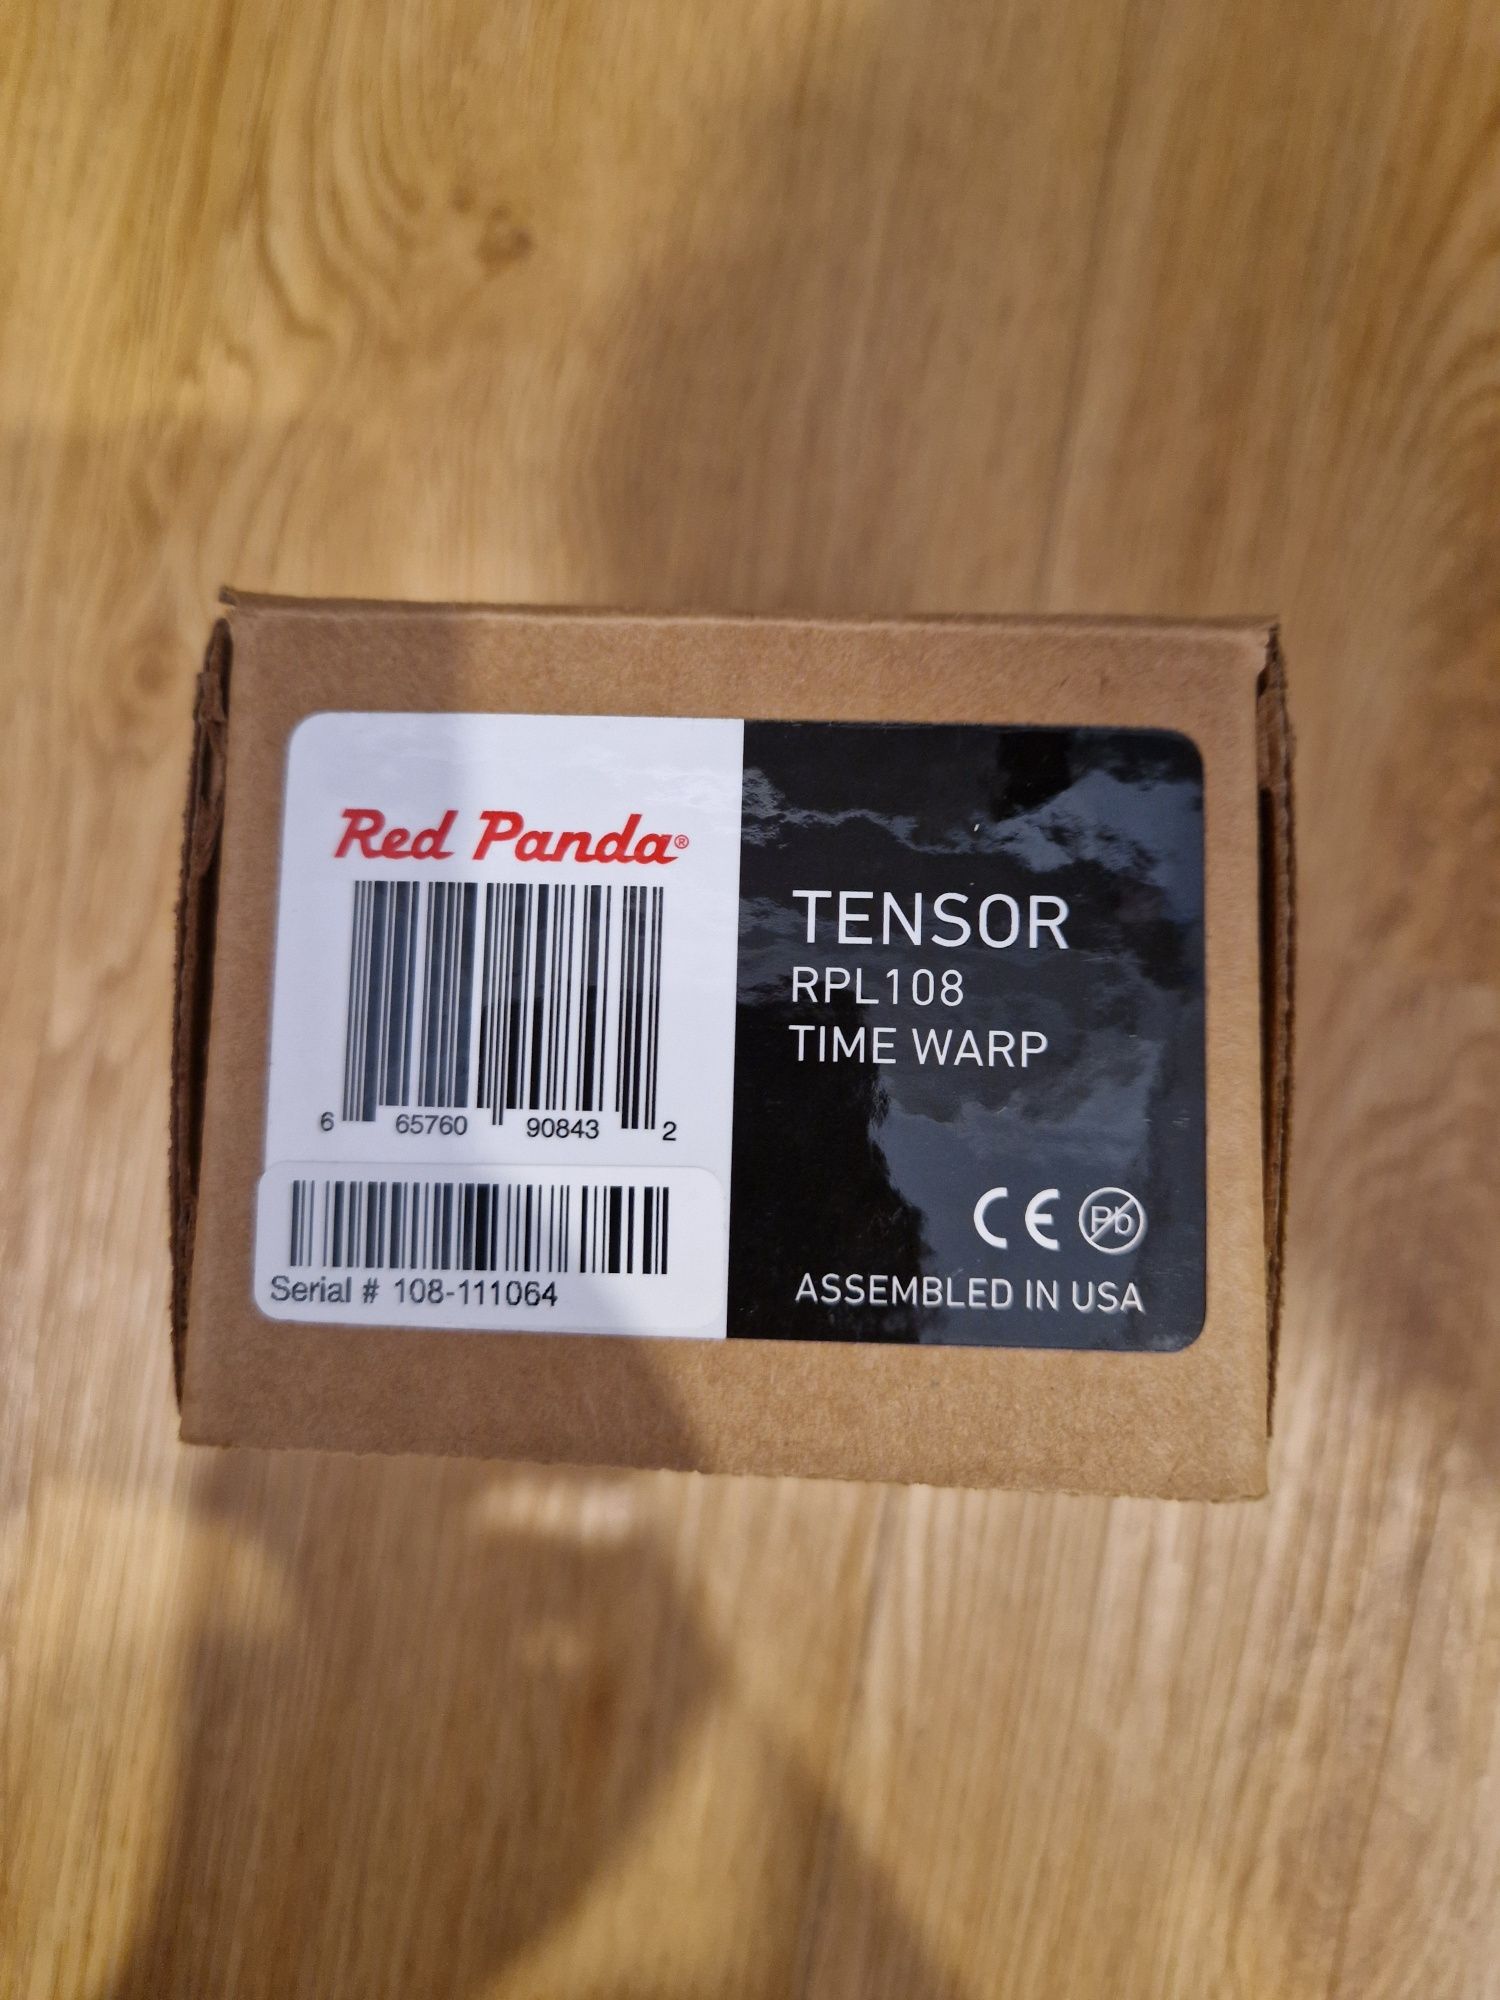 Red Panda®
6 65760 90843 2
Serial # 108-111064
TENSOR
RPL108
TIME WARP
CE Pb
ASSEMBLED IN USA